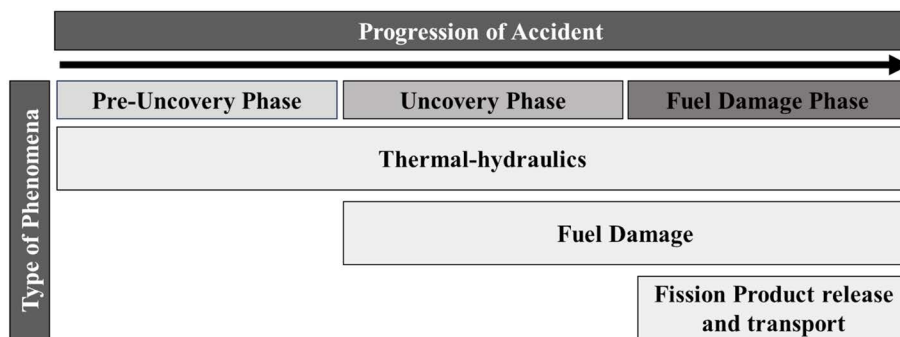 Progression of Accident
Type of Phenomena
Pre-Uncovery Phase
Uncovery Phase
Fuel Damage Phase
Thermal-hydraulics
Fuel Damage
Fission Product release
and transport